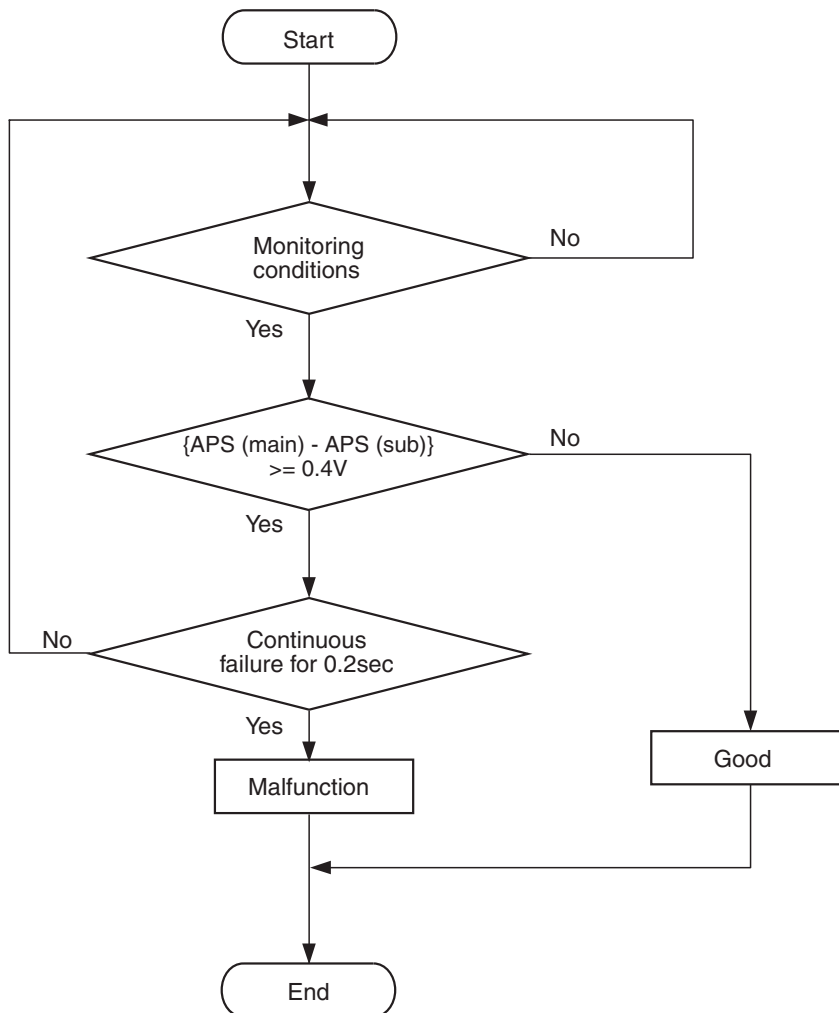 Start
Monitoring
conditions
No
Yes
{APS (main) - APS (sub)}
>= 0.4V
No
Yes
Continuous
failure for 0.2sec
No
Yes
Malfunction
Good
End